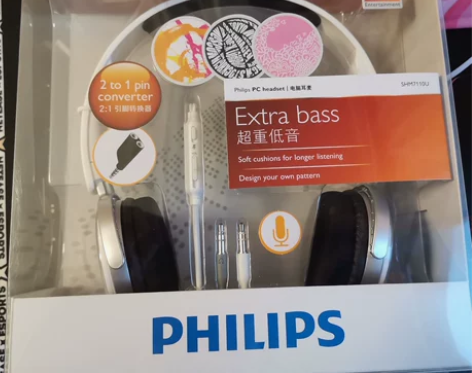 Entertainment
2 to 1 pin
converter
2:1 引脚转换器
Philips PC headset | 电脑耳麦
SHM7110U
Extra bass
超重低音
Soft cushions for longer listening
Design your own pattern
PHILIPS